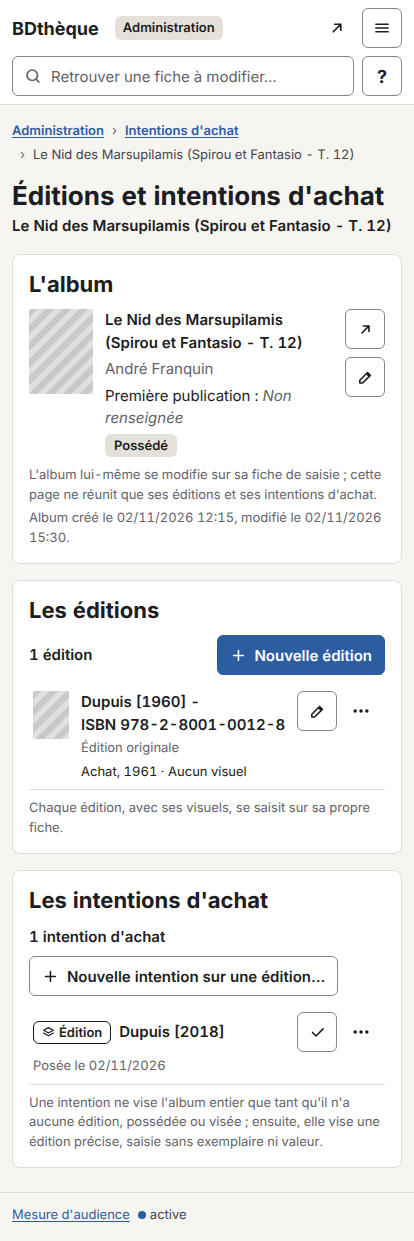 BDthèque Administration
Retrouver une fiche à modifier... ?
Administration › Intentions d'achat
› Le Nid des Marsupilamis (Spirou et Fantasio - T. 12)
Éditions et intentions d'achat
Le Nid des Marsupilamis (Spirou et Fantasio - T. 12)
L'album
Le Nid des Marsupilamis
(Spirou et Fantasio - T. 12)
André Franquin
Première publication : Non
renseignée
Possédé
L'album lui-même se modifie sur sa fiche de saisie ; cette
page ne réunit que ses éditions et ses intentions d'achat.
Album créé le 02/11/2026 12:15, modifié le 02/11/2026
15:30.
Les éditions
1 édition
Nouvelle édition
Dupuis [1960] -
ISBN 978-2-8001-0012-8
Édition originale
Achat, 1961 · Aucun visuel
Chaque édition, avec ses visuels, se saisit sur sa propre
fiche.
Les intentions d'achat
1 intention d'achat
Nouvelle intention sur une édition...
Édition Dupuis [2018]
Posée le 02/11/2026
Une intention ne vise l'album entier que tant qu'il n'a
aucune édition, possédée ou visée ; ensuite, elle vise une
édition précise, saisie sans exemplaire ni valeur.
Mesure d'audience active